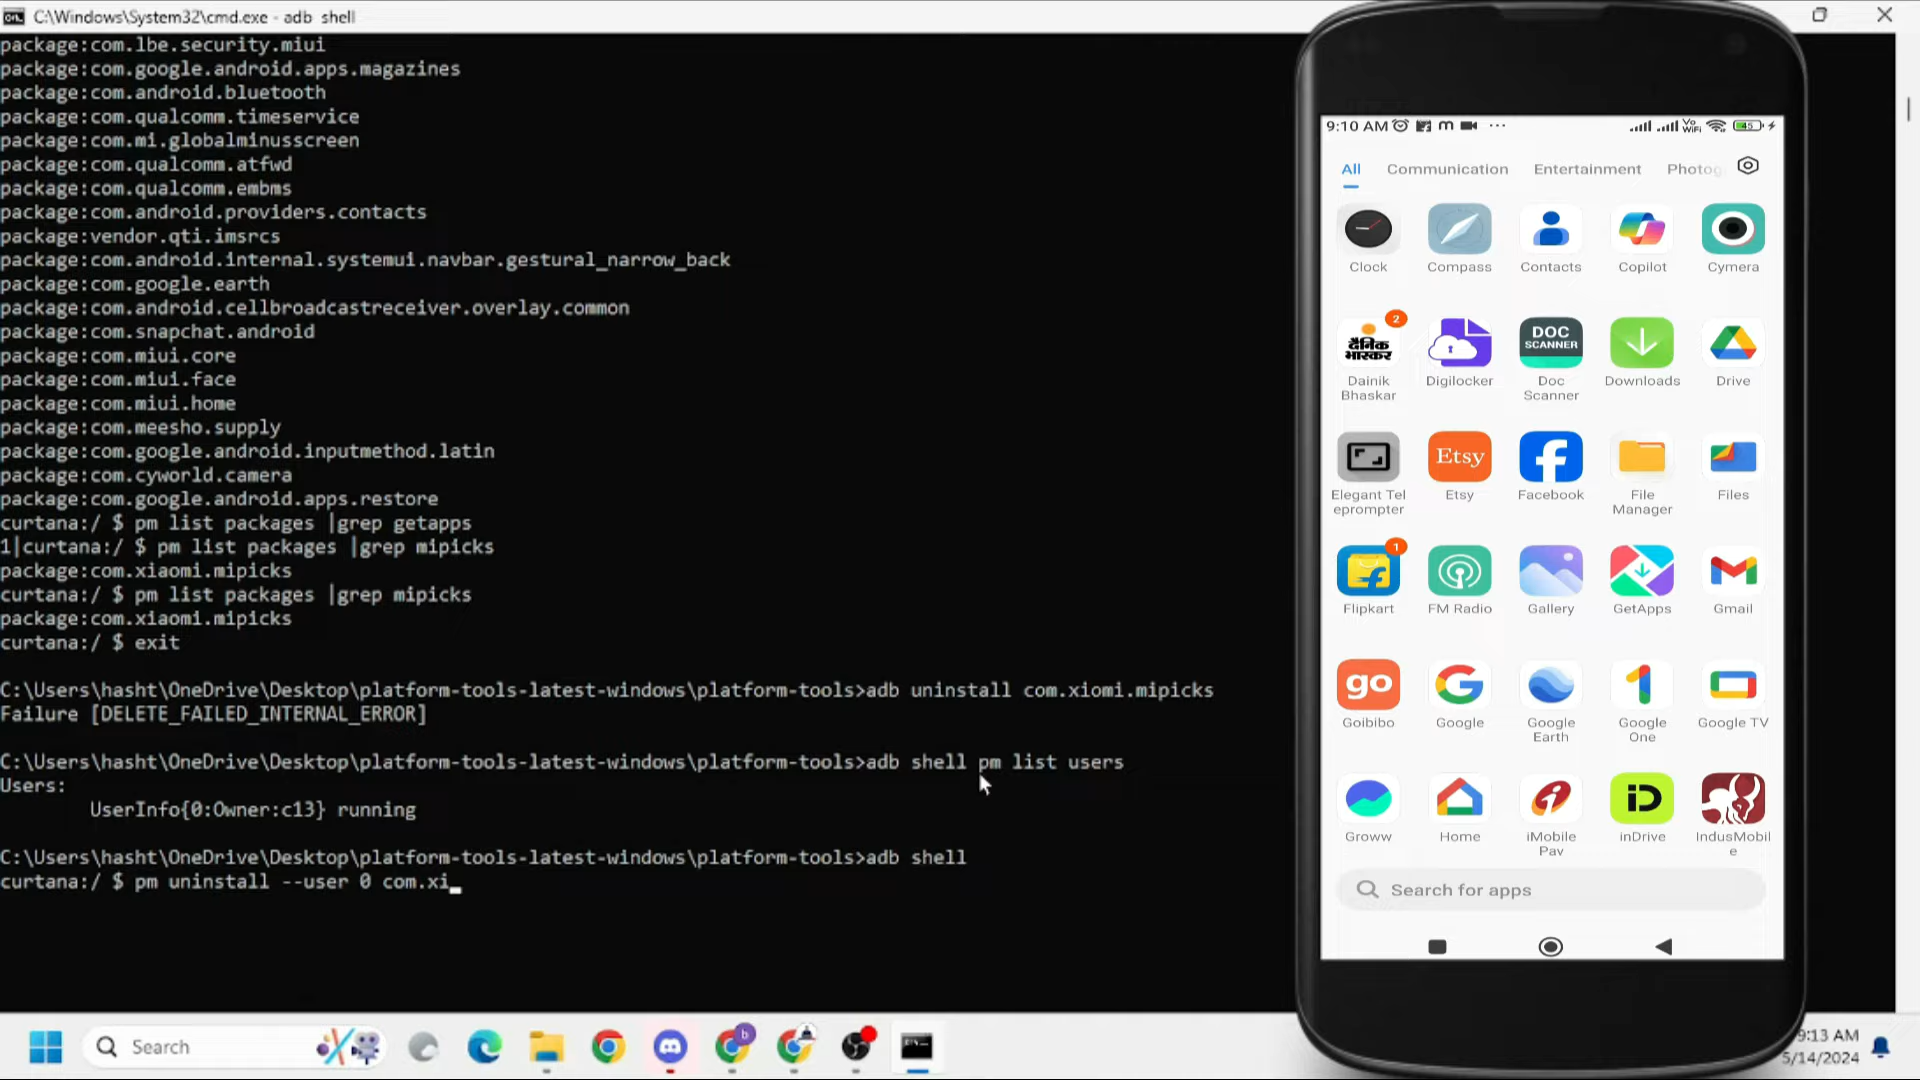 C:\Windows\System32\cmd.exe - adb shell
package:com.lbe.security.miui
package:com.google.android.apps.magazines
package:com.android.bluetooth
package:com.qualcomm.timeservice
package:com.mi.globalminusscreen
package:com.qualcomm.atfwd
package:com.qualcomm.embms
package:com.android.providers.contacts
package:vendor.qti.imsrcs
package:com.android.internal.systemui.navbar.gestural_narrow_back
package:com.google.earth
package:com.android.cellbroadcastreceiver.overlay.common
package:com.snapchat.android
package:com.miui.core
package:com.miui.face
package:com.miui.home
package:com.meesho.supply
package:com.google.android.inputmethod.latin
package:com.cyworld.camera
package:com.google.android.apps.restore
curtana:/ $ pm list packages |grep getapps
1|curtana:/ $ pm list packages |grep mipicks
package:com.xiaomi.mipicks
curtana:/ $ pm list packages |grep mipicks
package:com.xiaomi.mipicks
curtana:/ $ exit
C:\Users\hasht\OneDrive\Desktop\platform-tools-latest-windows\platform-tools>adb uninstall com.xiomi.mipicks
Failure [DELETE_FAILED_INTERNAL_ERROR]
C:\Users\hasht\OneDrive\Desktop\platform-tools-latest-windows\platform-tools>adb shell pm list users
Users:
UserInfo{0:Owner:c13} running
C:\Users\hasht\OneDrive\Desktop\platform-tools-latest-windows\platform-tools>adb shell
curtana:/ $ pm uninstall --user 0 com.xi_
9:10 AM ··· Vo WiFi 45
All Communication Entertainment Photog
Clock Compass Contacts Copilot Cymera
2
दैनिक भास्कर DOC SCANNER
Dainik Bhaskar Digilocker Doc Scanner Downloads Drive
Etsy
Elegant Tel eprompter Etsy Facebook File Manager Files
1
Flipkart FM Radio Gallery GetApps Gmail
go
Goibibo Google Google Earth Google One Google TV
iD
Groww Home iMobile Pay inDrive IndusMobil e
Search for apps
Search
b
9:13 AM
5/14/2024